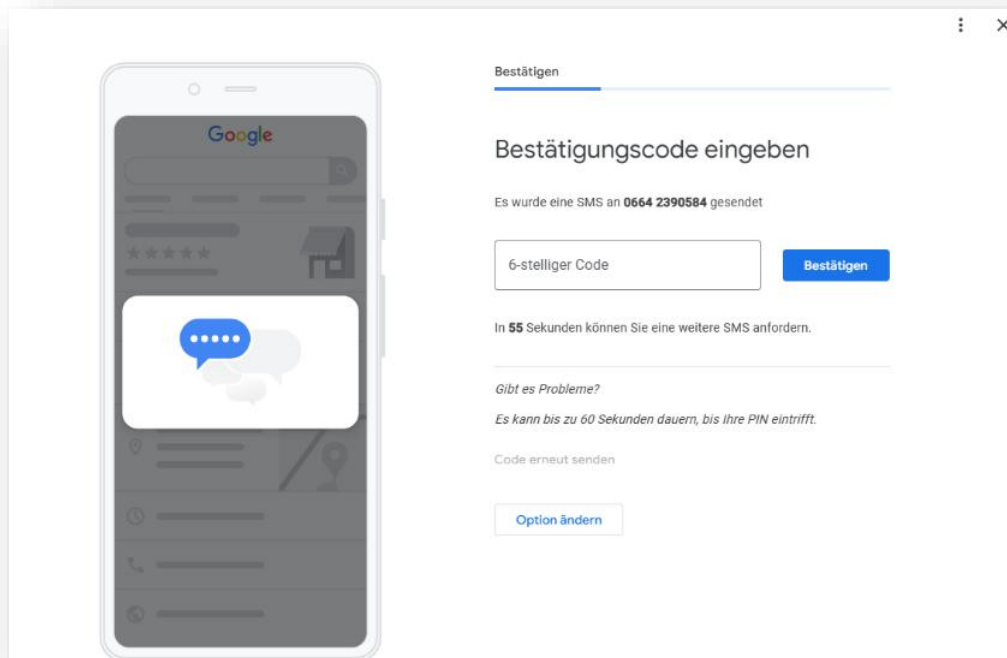 Google
Bestätigen
Bestätigungscode eingeben
Es wurde eine SMS an 0664 2390584 gesendet
6-stelliger Code
Bestätigen
In 55 Sekunden können Sie eine weitere SMS anfordern.
Gibt es Probleme?
Es kann bis zu 60 Sekunden dauern, bis Ihre PIN eintrifft.
Code erneut senden
Option ändern